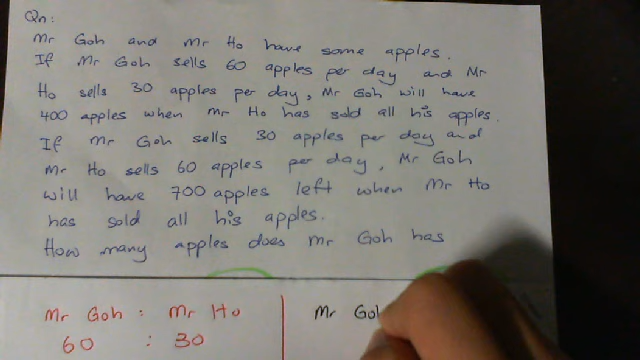 Qn:
Mr Goh and Mr Ho have some apples.
If Mr Goh sells 60 apples per day and Mr
Ho sells 30 apples per day, Mr Goh will have
400 apples when Mr Ho has sold all his apples.
If Mr Goh sells 30 apples per day and
Mr Ho sells 60 apples per day, Mr Goh
will have 700 apples left when Mr Ho
has sold all his apples.
How many apples does Mr Goh has
Mr Goh : Mr Ho
60 : 30
Mr Goh